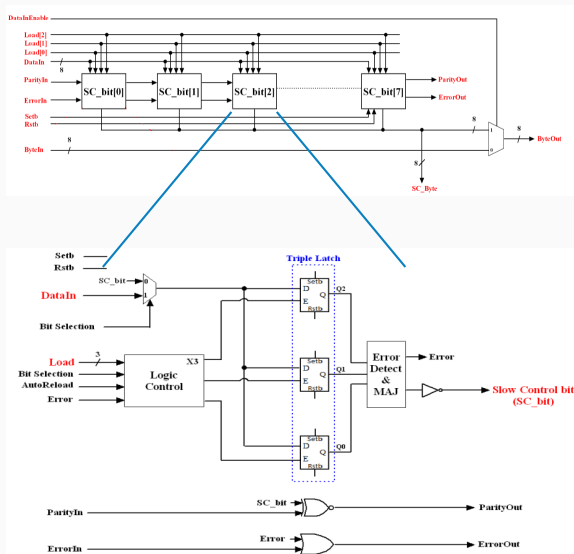 DataInEnable
Load[2]
Load[1]
Load[0]
DataIn
8
ParityIn
ErrorIn
SC_bit[0]
SC_bit[1]
SC_bit[2]
SC_bit[7]
ParityOut
ErrorOut
Setb
Rstb
ByteIn
8
8
1
0
8
ByteOut
8
SC_Byte
Setb
Rstb
SC_bit
0
DataIn
1
Bit Selection
Triple Latch
Setb
D
Q
E
Rstb
Q2
Load
3
Bit Selection
AutoReload
Error
X3
Logic
Control
Setb
D
Q
E
Rstb
Q1
Error
Detect
&
MAJ
Error
Slow Control bit
(SC_bit)
Setb
D
Q
E
Rstb
Q0
SC_bit
ParityIn
ParityOut
Error
ErrorIn
ErrorOut